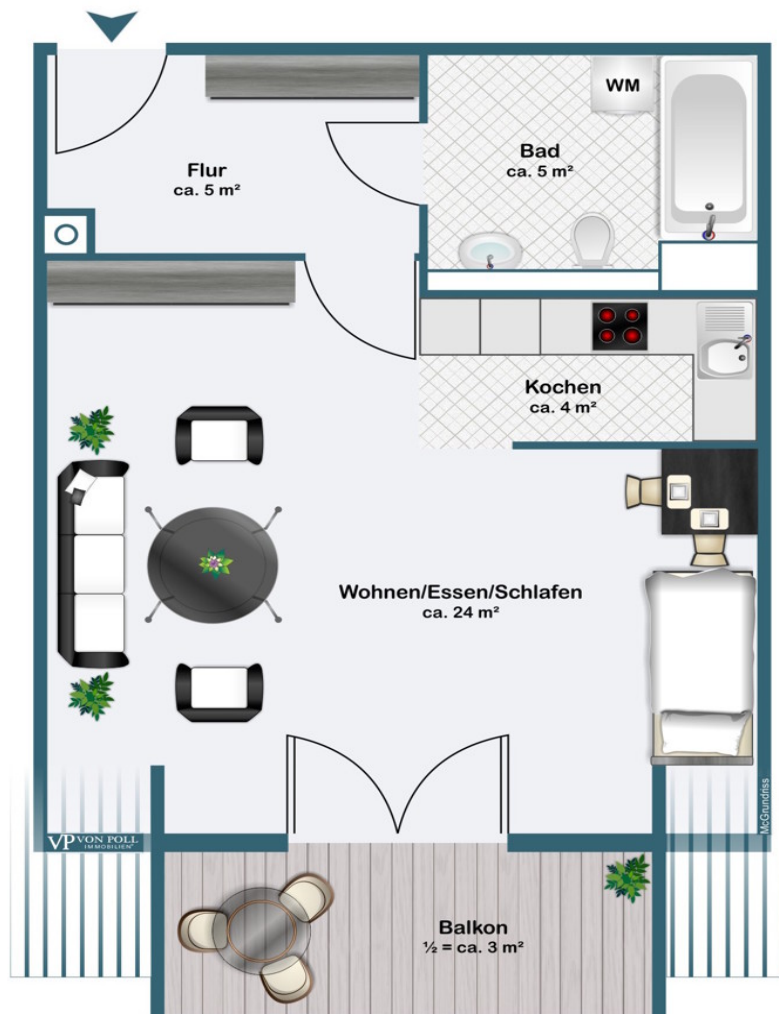 WM
Bad
ca. 5 m²
Flur
ca. 5 m²
Kochen
ca. 4 m²
Wohnen/Essen/Schlafen
ca. 24 m²
McGrundriss
VP VON POLL
IMMOBILIEN®
Balkon
½ = ca. 3 m²